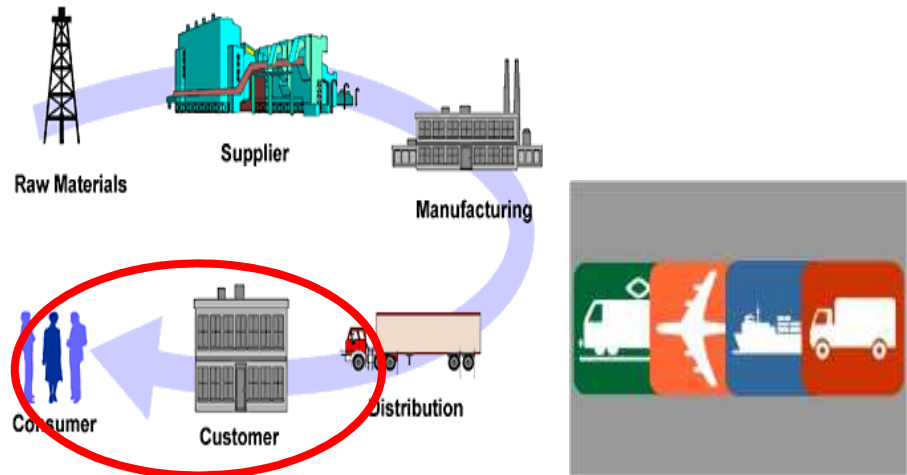 Raw Materials
Supplier
Manufacturing
Distribution
Customer
Consumer